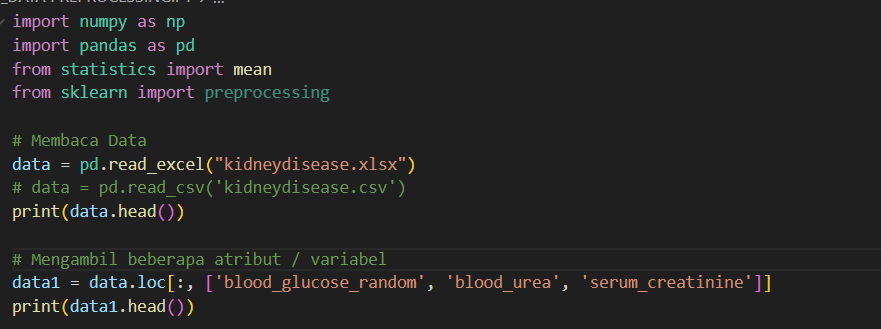 import numpy as np
import pandas as pd
from statistics import mean
from sklearn import preprocessing
# Membaca Data
data = pd.read_excel("kidneydisease.xlsx")
# data = pd.read_csv('kidneydisease.csv')
print(data.head())
# Mengambil beberapa atribut / variabel
data1 = data.loc[:, ['blood_glucose_random', 'blood_urea', 'serum_creatinine']]
print(data1.head())